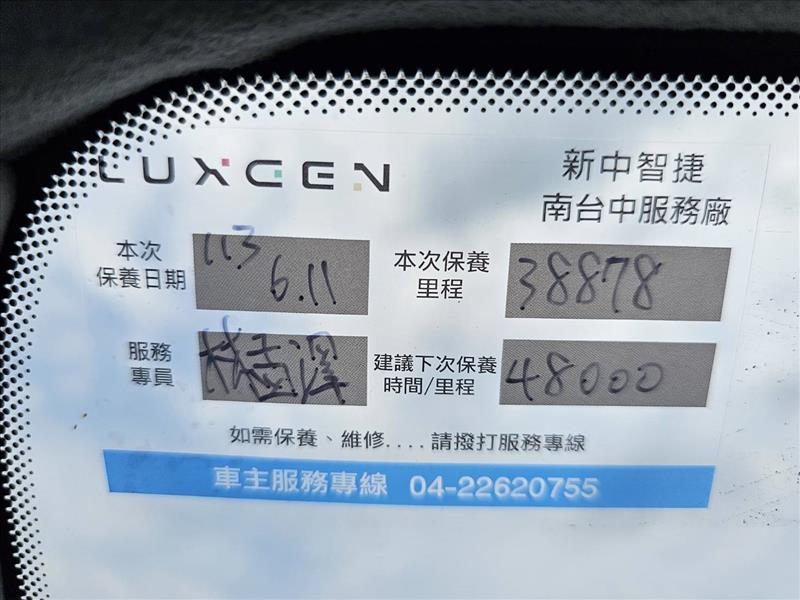 LUXGEN
新中智捷
南台中服務廠
本次
保養日期
113
6.11
本次保養
里程
38878
服務
專員
建議下次保養
時間/里程
48000
如需保養、維修....請撥打服務專線
車主服務專線 04-22620755